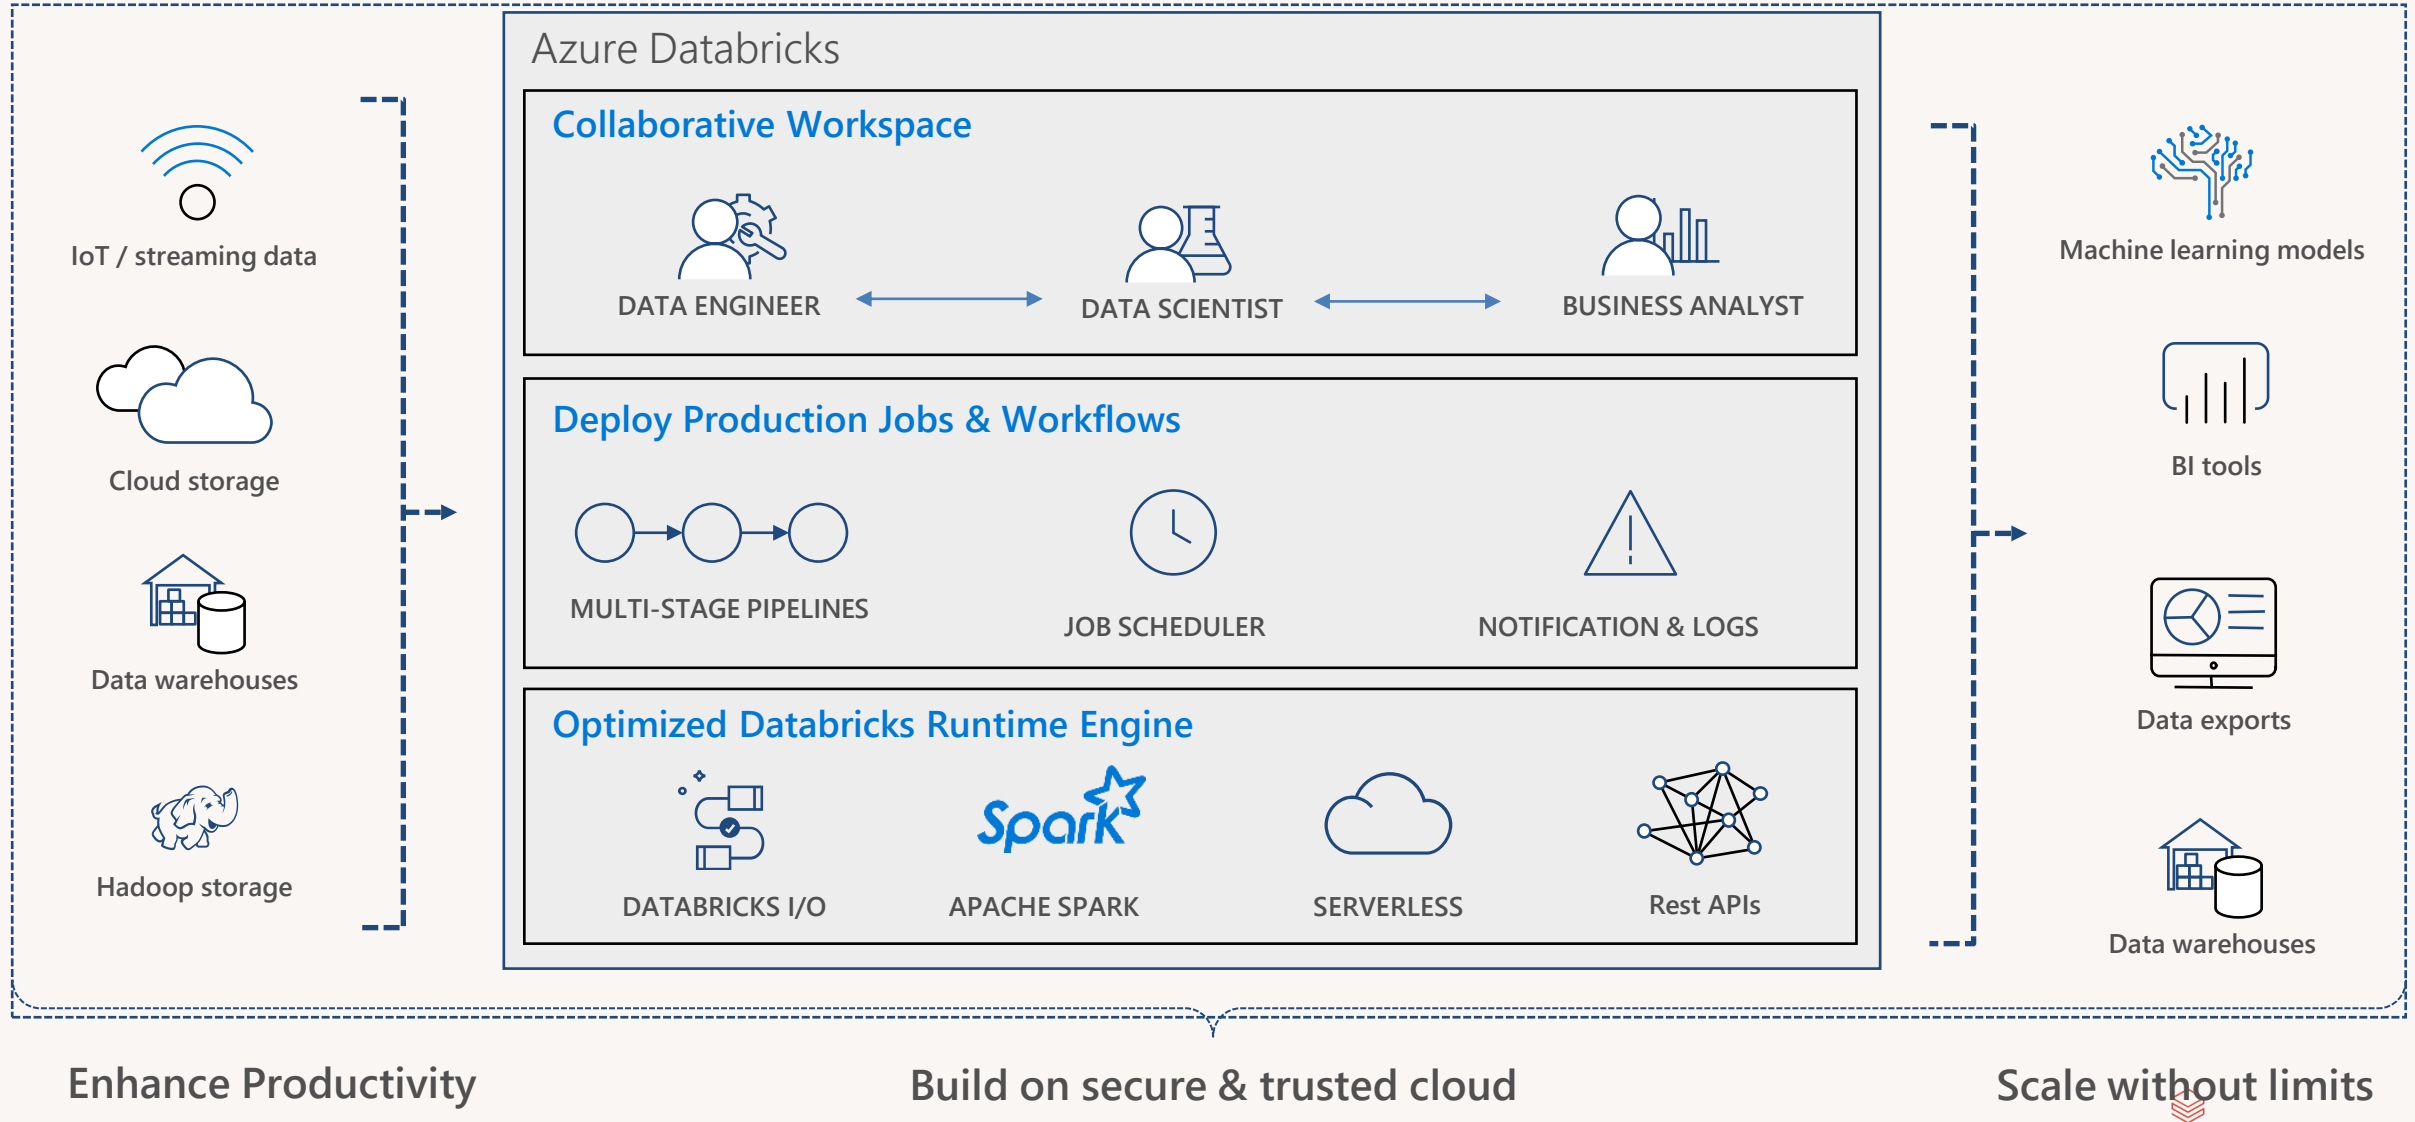 Azure Databricks
IoT / streaming data
Cloud storage
Data warehouses
Hadoop storage
Collaborative Workspace
DATA ENGINEER
DATA SCIENTIST
BUSINESS ANALYST
Deploy Production Jobs & Workflows
MULTI-STAGE PIPELINES
JOB SCHEDULER
NOTIFICATION & LOGS
Optimized Databricks Runtime Engine
Spark
DATABRICKS I/O
APACHE SPARK
SERVERLESS
Rest APIs
Machine learning models
BI tools
Data exports
Data warehouses
Enhance Productivity
Build on secure & trusted cloud
Scale without limits